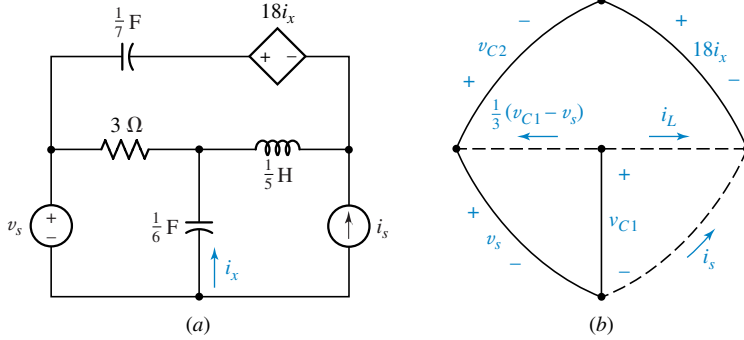 1/7 F
18i_x
+ −
3 Ω
1/5 H
v_s
+
−
1/6 F
i_x
i_s
(a)
−
v_C2
+
+
18i_x
−
1/3 (v_C1 − v_s)
i_L
+
v_s
−
+
v_C1
−
i_s
(b)